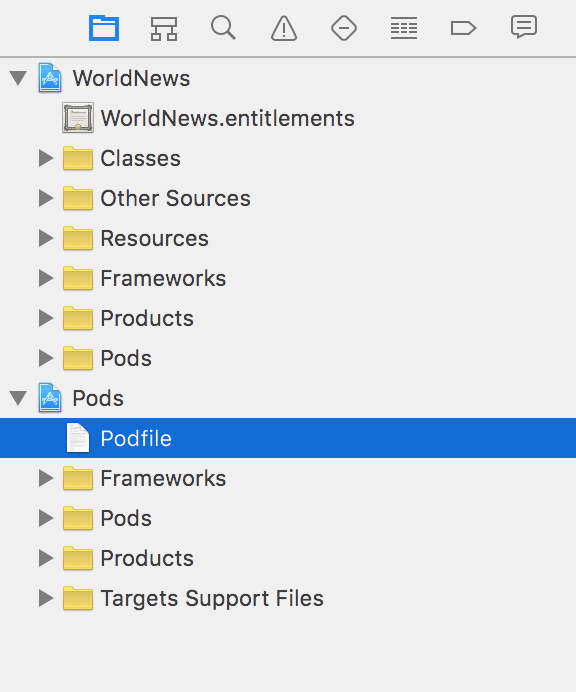 WorldNews
WorldNews.entitlements
Classes
Other Sources
Resources
Frameworks
Products
Pods
Pods
Podfile
Frameworks
Pods
Products
Targets Support Files